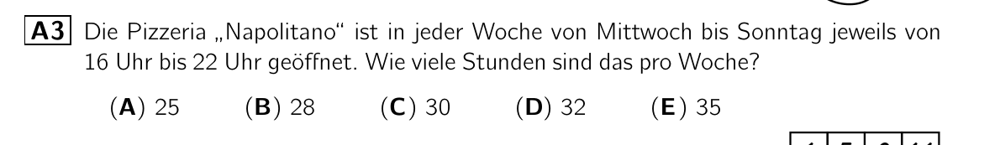 A3 Die Pizzeria „Napolitano“ ist in jeder Woche von Mittwoch bis Sonntag jeweils von
16 Uhr bis 22 Uhr geöffnet. Wie viele Stunden sind das pro Woche?
(A) 25 (B) 28 (C) 30 (D) 32 (E) 35